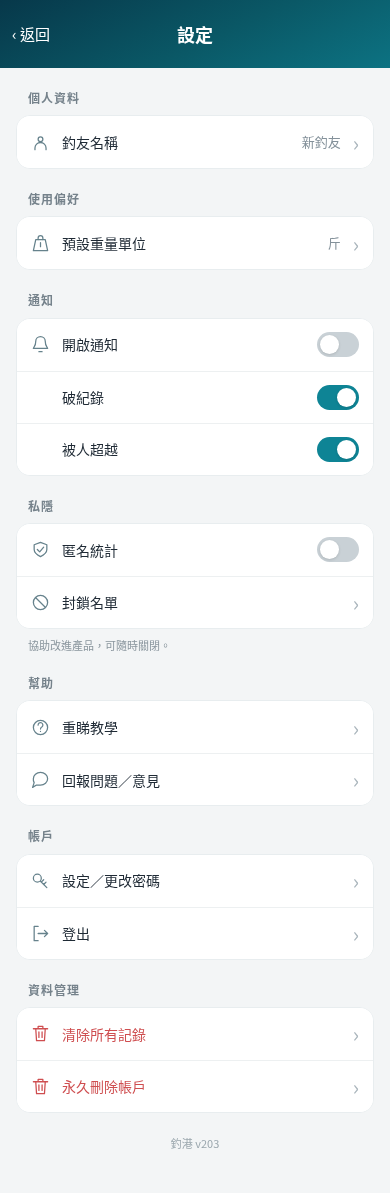 ‹ 返回
設定
個人資料
釣友名稱
新釣友 ›
使用偏好
預設重量單位
斤 ›
通知
開啟通知
破紀錄
被人超越
私隱
匿名統計
封鎖名單 ›
協助改進產品，可隨時關閉。
幫助
重睇教學 ›
回報問題／意見 ›
帳戶
設定／更改密碼 ›
登出 ›
資料管理
清除所有記錄 ›
永久刪除帳戶 ›
釣港 v203